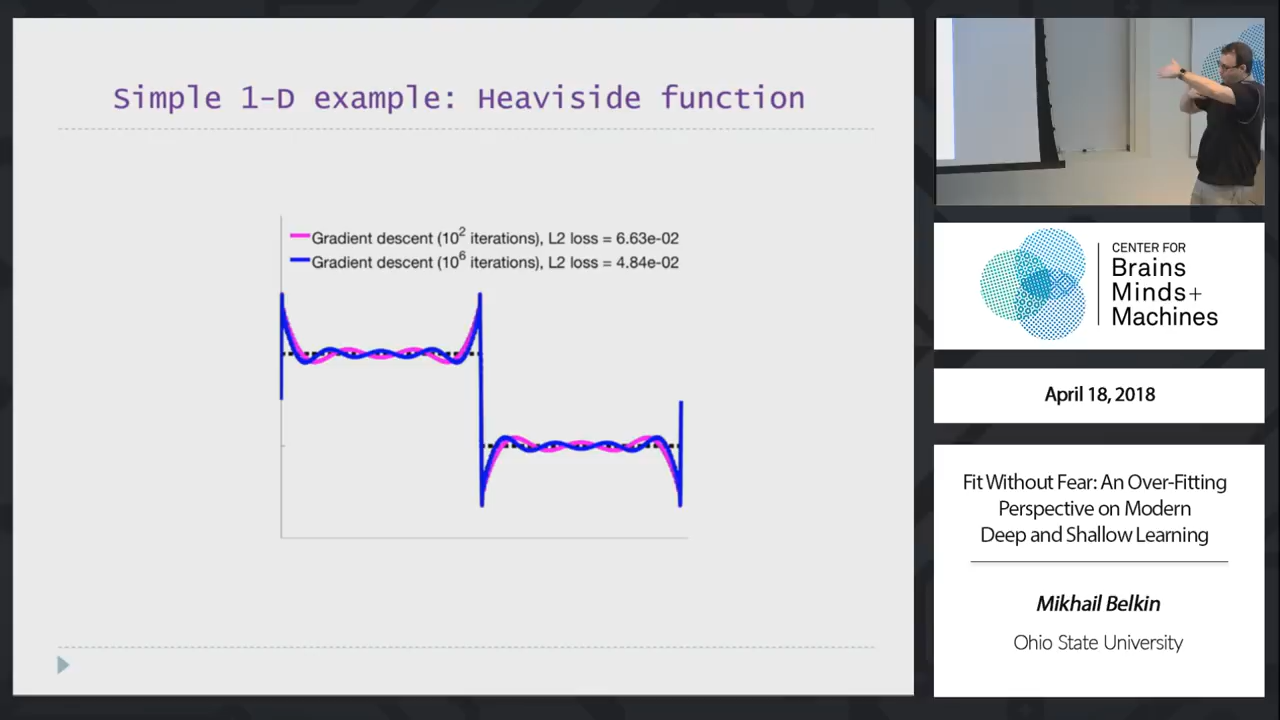 Simple 1-D example: Heaviside function
Gradient descent (10² iterations), L2 loss = 6.63e-02
Gradient descent (10⁶ iterations), L2 loss = 4.84e-02
CENTER FOR
Brains
Minds+
Machines
April 18, 2018
Fit Without Fear: An Over-Fitting
Perspective on Modern
Deep and Shallow Learning
Mikhail Belkin
Ohio State University